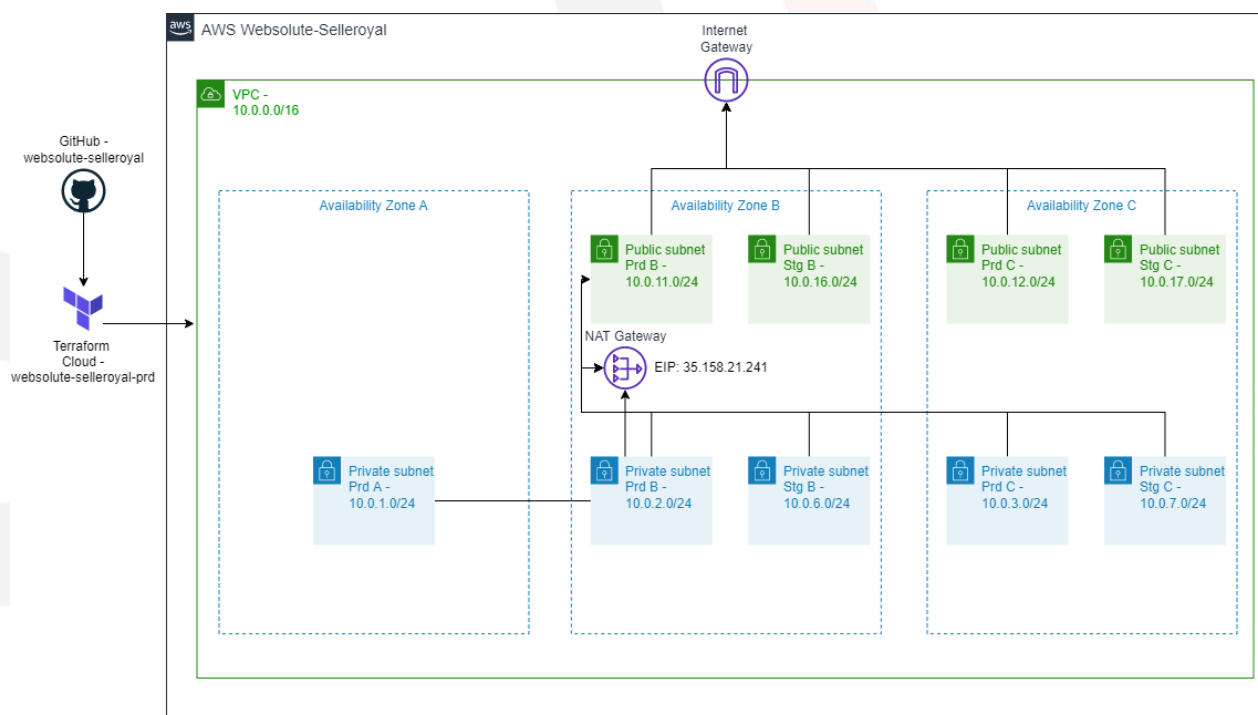 aws
AWS Websolute-Selleroyal
Internet
Gateway
VPC -
10.0.0.0/16
GitHub -
websolute-selleroyal
Terraform
Cloud -
websolute-selleroyal-prd
Availability Zone A
Availability Zone B
Availability Zone C
Public subnet
Prd B -
10.0.11.0/24
Public subnet
Stg B -
10.0.16.0/24
Public subnet
Prd C -
10.0.12.0/24
Public subnet
Stg C -
10.0.17.0/24
NAT Gateway
EIP: 35.158.21.241
Private subnet
Prd A -
10.0.1.0/24
Private subnet
Prd B -
10.0.2.0/24
Private subnet
Stg B -
10.0.6.0/24
Private subnet
Prd C -
10.0.3.0/24
Private subnet
Stg C -
10.0.7.0/24